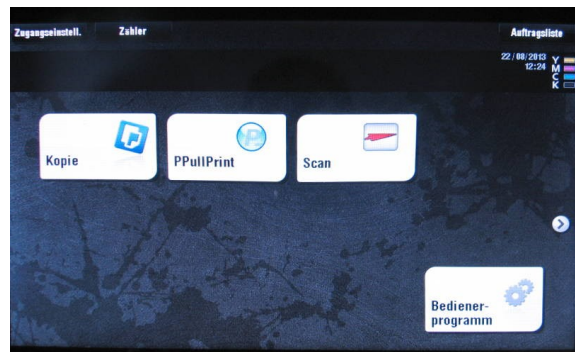 Zugangseinstell. Zähler Auftragsliste
22/08/2013 Y
12:24 M
C
K
Kopie PPullPrint Scan
Bediener-
programm